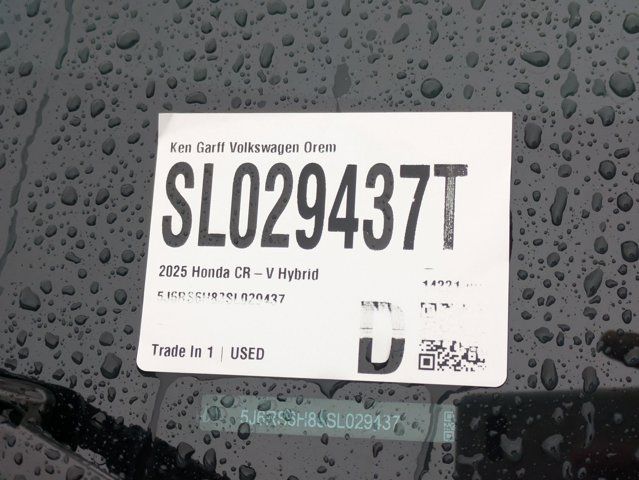 Ken Garff Volkswagen Orem
SL029437T
2025 Honda CR – V Hybrid
D
Trade In 1 | USED